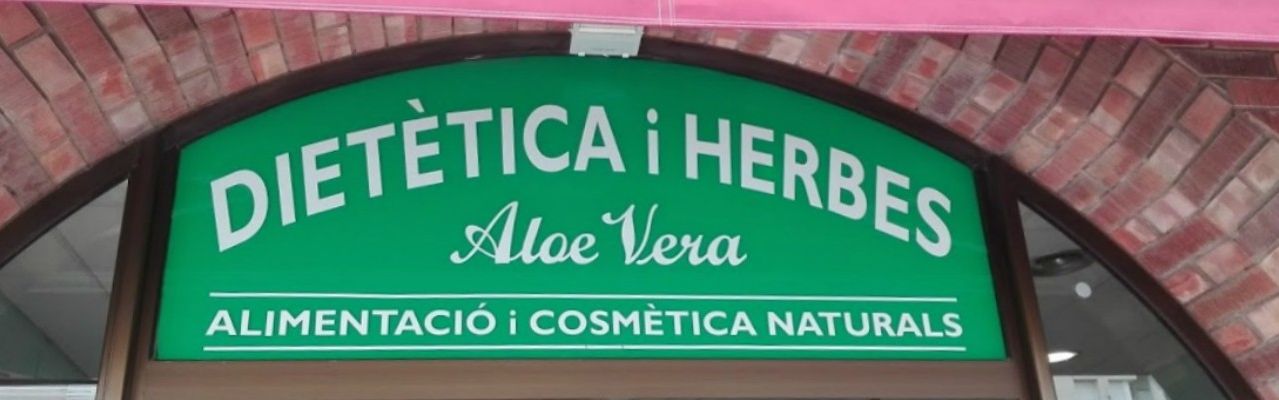 DIETÈTICA i HERBES
Aloe Vera
ALIMENTACIÓ i COSMÈTICA NATURALS